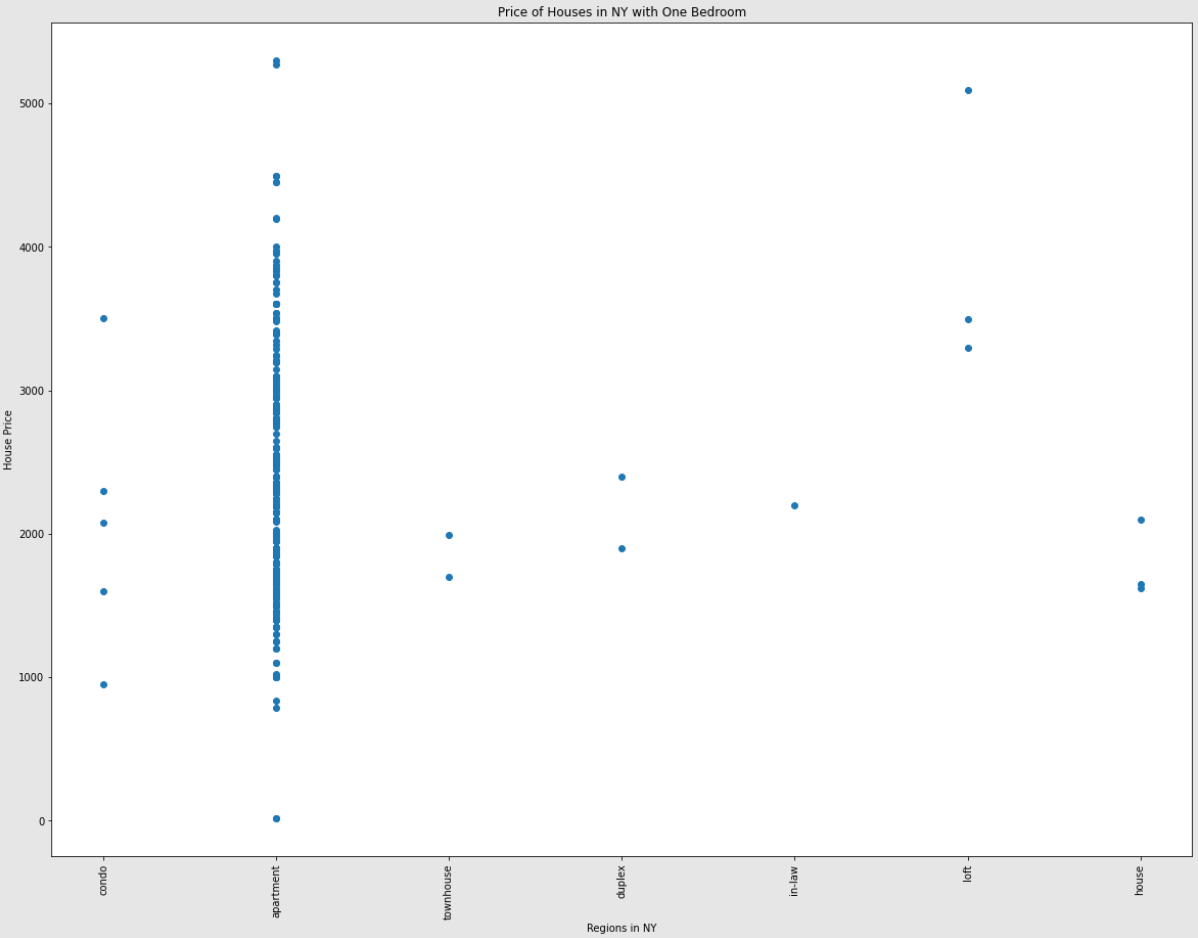 Price of Houses in NY with One Bedroom
House Price
5000
4000
3000
2000
1000
0
condo
apartment
townhouse
duplex
in-law
loft
house
Regions in NY